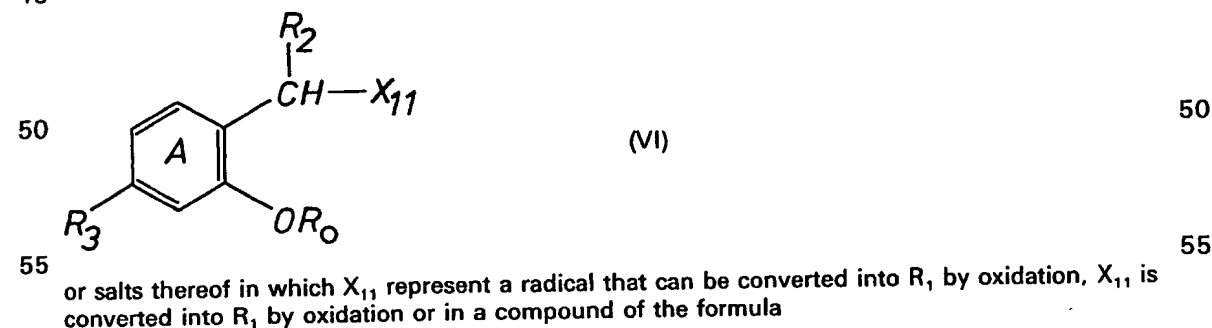 R₂
CH—X₁₁
50 50
A (VI)
R₃ OR₀
55 55
or salts thereof in which X₁₁ represent a radical that can be converted into R₁ by oxidation, X₁₁ is
converted into R₁ by oxidation or in a compound of the formula